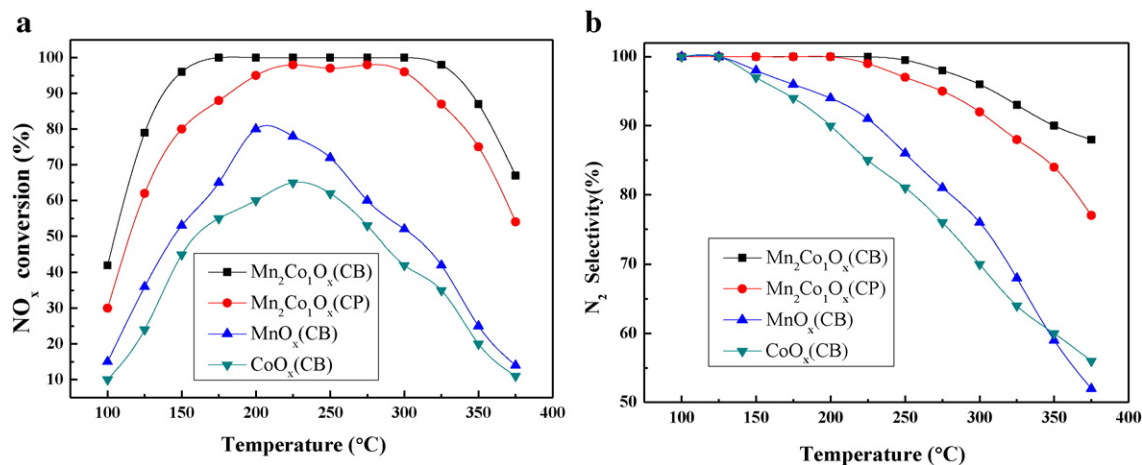 a
NOx conversion (%)
100
90
80
70
60
50
40
30
20
10
Mn2Co1Ox(CB)
Mn2Co1Ox(CP)
MnOx(CB)
CoOx(CB)
100 150 200 250 300 350 400
Temperature (°C)
b
N2 Selectivity(%)
100
90
80
70
60
50
Mn2Co1Ox(CB)
Mn2Co1Ox(CP)
MnOx(CB)
CoOx(CB)
100 150 200 250 300 350 400
Temperature (°C)